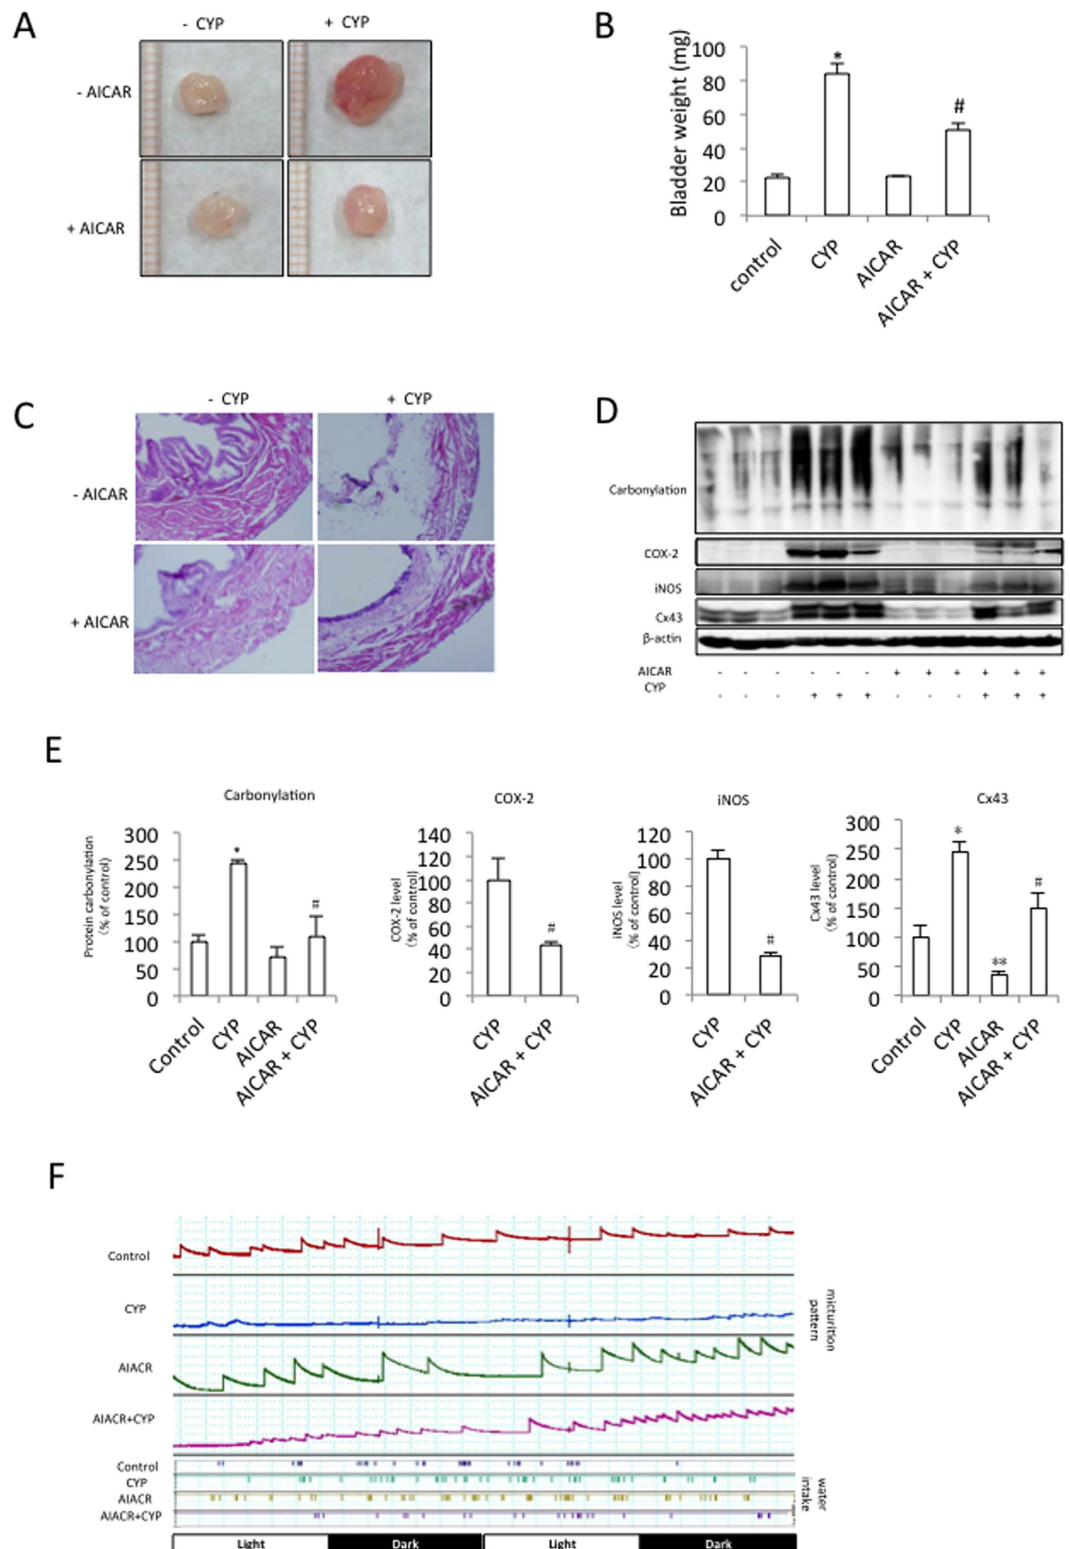 A
- CYP
+ CYP
- AICAR
+ AICAR
B
Bladder weight (mg)
100
80
60
40
20
0
*
#
control
CYP
AICAR
AICAR + CYP
C
- CYP
+ CYP
- AICAR
+ AICAR
D
Carbonylation
COX-2
iNOS
Cx43
β-actin
AICAR - - - - - - + + + + + +
CYP - - - + + + - - - + + +
E
Carbonylation
Protein carbonylation
(% of control)
300
250
200
150
100
50
0
*
#
Control
CYP
AICAR
AICAR + CYP
COX-2
COX-2 level
(% of control)
140
120
100
80
60
40
20
0
#
CYP
AICAR + CYP
iNOS
iNOS level
(% of control)
120
100
80
60
40
20
0
#
CYP
AICAR + CYP
Cx43
Cx43 level
(% of control)
300
250
200
150
100
50
0
*
**
#
Control
CYP
AICAR
AICAR + CYP
F
Control
CYP
AIACR
AIACR+CYP
micturition
pattern
Control
CYP
AIACR
AIACR+CYP
water
intake
Light
Dark
Light
Dark